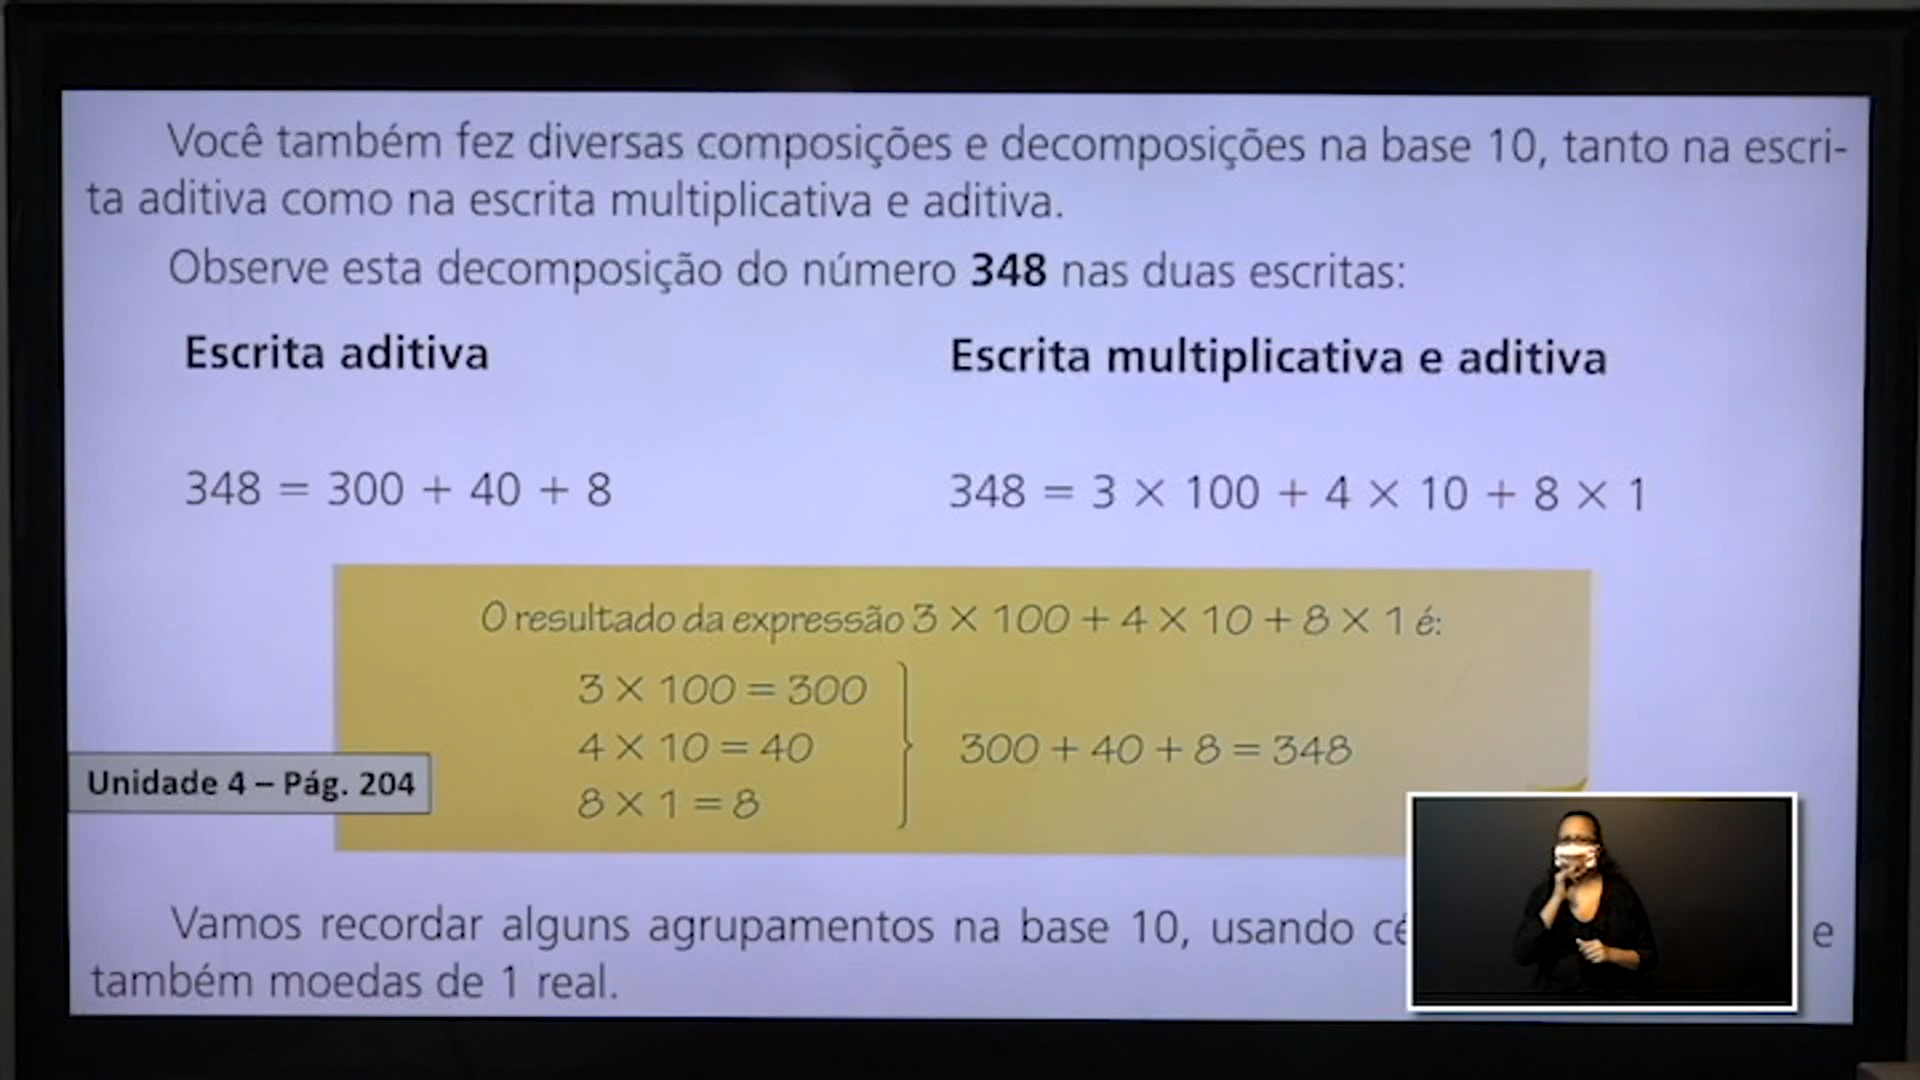 Você também fez diversas composições e decomposições na base 10, tanto na escri-
ta aditiva como na escrita multiplicativa e aditiva.
Observe esta decomposição do número 348 nas duas escritas:
Escrita aditiva
Escrita multiplicativa e aditiva
348 = 300 + 40 + 8
348 = 3 × 100 + 4 × 10 + 8 × 1
O resultado da expressão 3 × 100 + 4 × 10 + 8 × 1 é:
3 × 100 = 300
4 × 10 = 40
8 × 1 = 8
300 + 40 + 8 = 348
Unidade 4 – Pág. 204
Vamos recordar alguns agrupamentos na base 10, usando e
também moedas de 1 real.